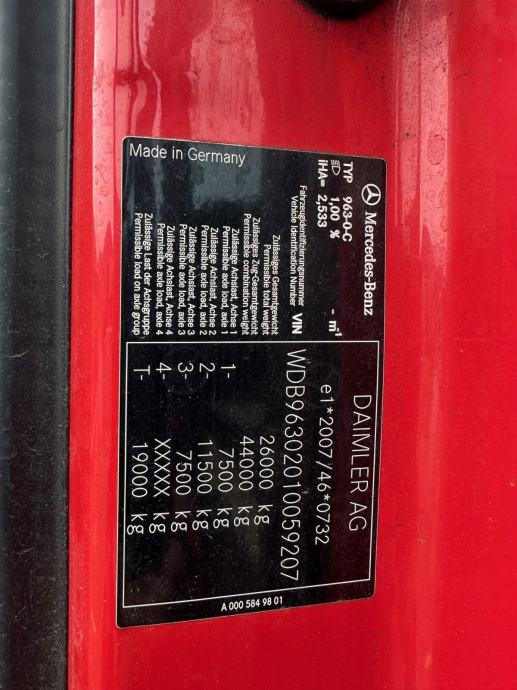 Mercedes-Benz
TYP 963-0-C
1,00 % - m⁻¹
iHA= 2,533
DAIMLER AG
e1*2007/46*0732
Fahrzeugidentifizierungsnummer
Vehicle Identification Number VIN WDB96302010059207
Zulässiges Gesamtgewicht
Permissible total weight 26000 kg
Zulässiges Zug-Gesamtgewicht
Permissible combination weight 44000 kg
Zulässige Achslast, Achse 1
Permissible axle load, axle 1 1- 7500 kg
Zulässige Achslast, Achse 2
Permissible axle load, axle 2 2- 11500 kg
Zulässige Achslast, Achse 3
Permissible axle load, axle 3 3- 7500 kg
Zulässige Achslast, Achse 4
Permissible axle load, axle 4 4- XXXXX kg
Zulässige Last der Achsgruppe
Permissible load on axle group T- 19000 kg
Made in Germany
A 000 584 98 01